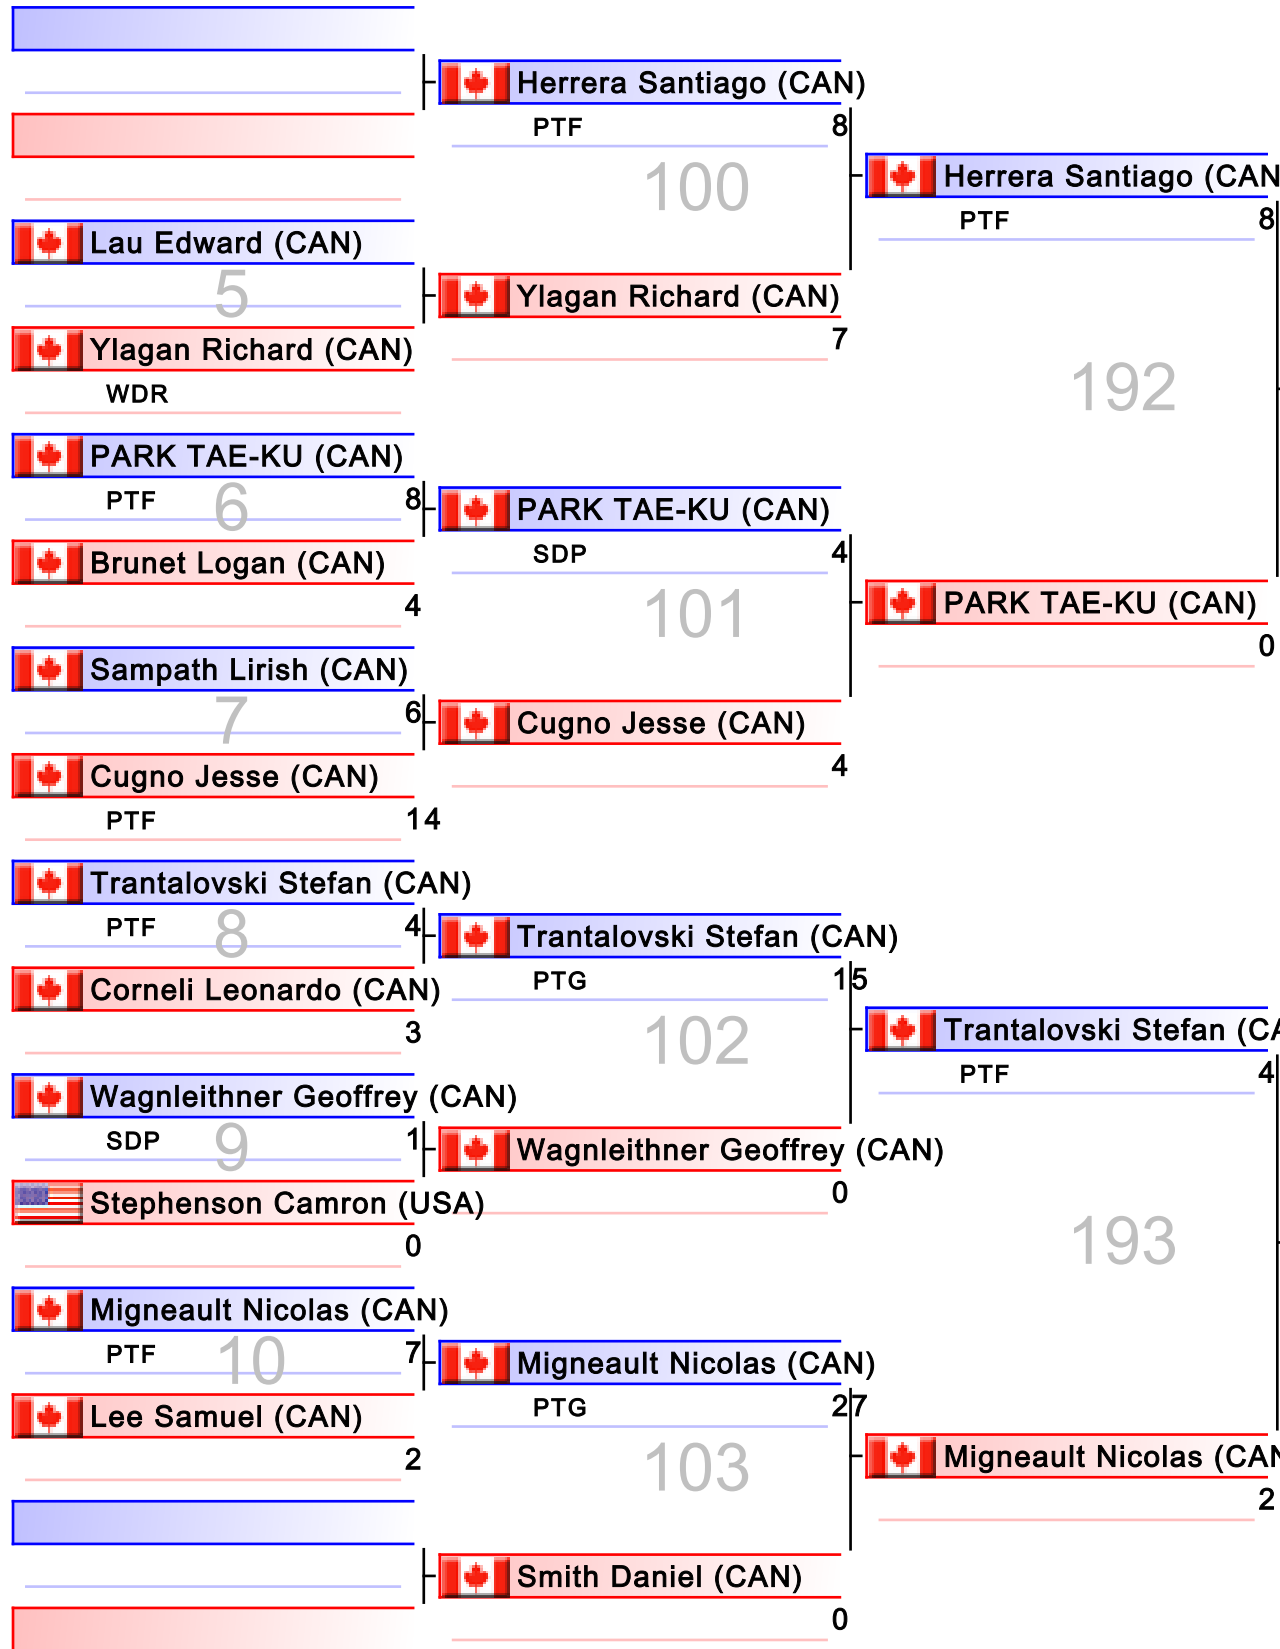 Herrera Santiago (CAN)
PTF 8
100
Herrera Santiago (CAN
PTF 8
Lau Edward (CAN)
5
Ylagan Richard (CAN)
7
Ylagan Richard (CAN)
WDR
192
PARK TAE-KU (CAN)
PTF 6 8
PARK TAE-KU (CAN)
SDP 4
Brunet Logan (CAN)
4
101
PARK TAE-KU (CAN)
0
Sampath Lirish (CAN)
7 6
Cugno Jesse (CAN)
4
Cugno Jesse (CAN)
PTF 14
Trantalovski Stefan (CAN)
PTF 8 4
Trantalovski Stefan (CAN)
PTG 15
Corneli Leonardo (CAN)
3
102
Trantalovski Stefan (CA
PTF 4
Wagnleithner Geoffrey (CAN)
SDP 9 1
Wagnleithner Geoffrey (CAN)
0
Stephenson Camron (USA)
0
193
Migneault Nicolas (CAN)
PTF 10 7
Migneault Nicolas (CAN)
PTG 27
Lee Samuel (CAN)
2
103
Migneault Nicolas (CAN
2
Smith Daniel (CAN)
0